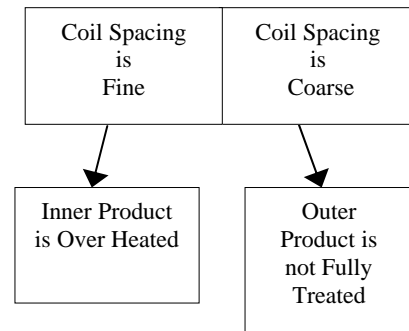 Coil Spacing
is
Fine
Coil Spacing
is
Coarse
Inner Product
is Over Heated
Outer
Product is
not Fully
Treated